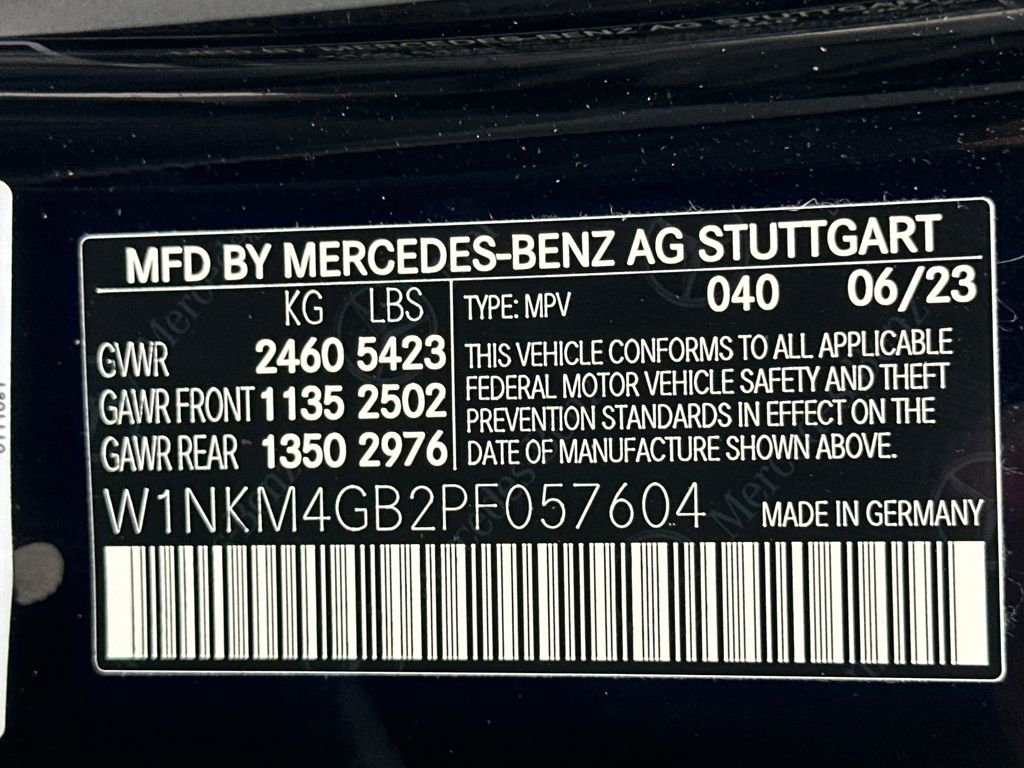 MFD BY MERCEDES-BENZ AG STUTTGART
KG LBS
GVWR 2460 5423
GAWR FRONT 1135 2502
GAWR REAR 1350 2976
TYPE: MPV 040 06/23
THIS VEHICLE CONFORMS TO ALL APPLICABLE
FEDERAL MOTOR VEHICLE SAFETY AND THEFT
PREVENTION STANDARDS IN EFFECT ON THE
DATE OF MANUFACTURE SHOWN ABOVE.
W1NKM4GB2PF057604 MADE IN GERMANY